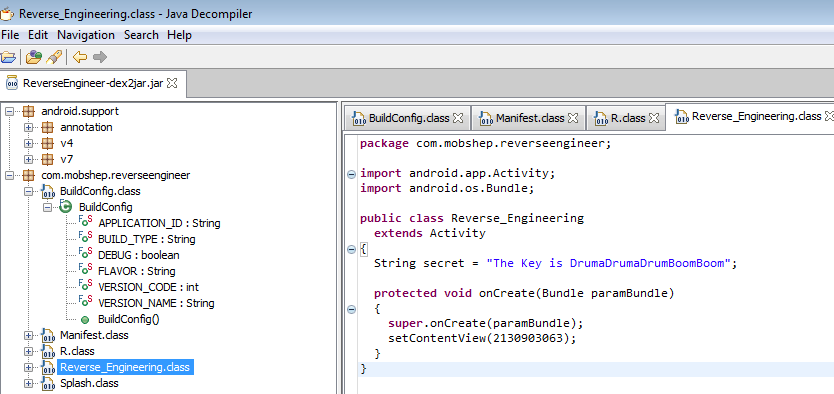 Reverse_Engineering.class - Java Decompiler
File Edit Navigation Search Help
ReverseEngineer-dex2jar.jar
android.support
annotation
v4
v7
com.mobshep.reverseengineer
BuildConfig.class
BuildConfig
APPLICATION_ID : String
BUILD_TYPE : String
DEBUG : boolean
FLAVOR : String
VERSION_CODE : int
VERSION_NAME : String
BuildConfig()
Manifest.class
R.class
Reverse_Engineering.class
Splash.class
BuildConfig.class Manifest.class R.class Reverse_Engineering.class
package com.mobshep.reverseengineer;
import android.app.Activity;
import android.os.Bundle;
public class Reverse_Engineering
extends Activity
{
String secret = "The Key is DrumaDrumaDrumBoomBoom";
protected void onCreate(Bundle paramBundle)
{
super.onCreate(paramBundle);
setContentView(2130903063);
}
}